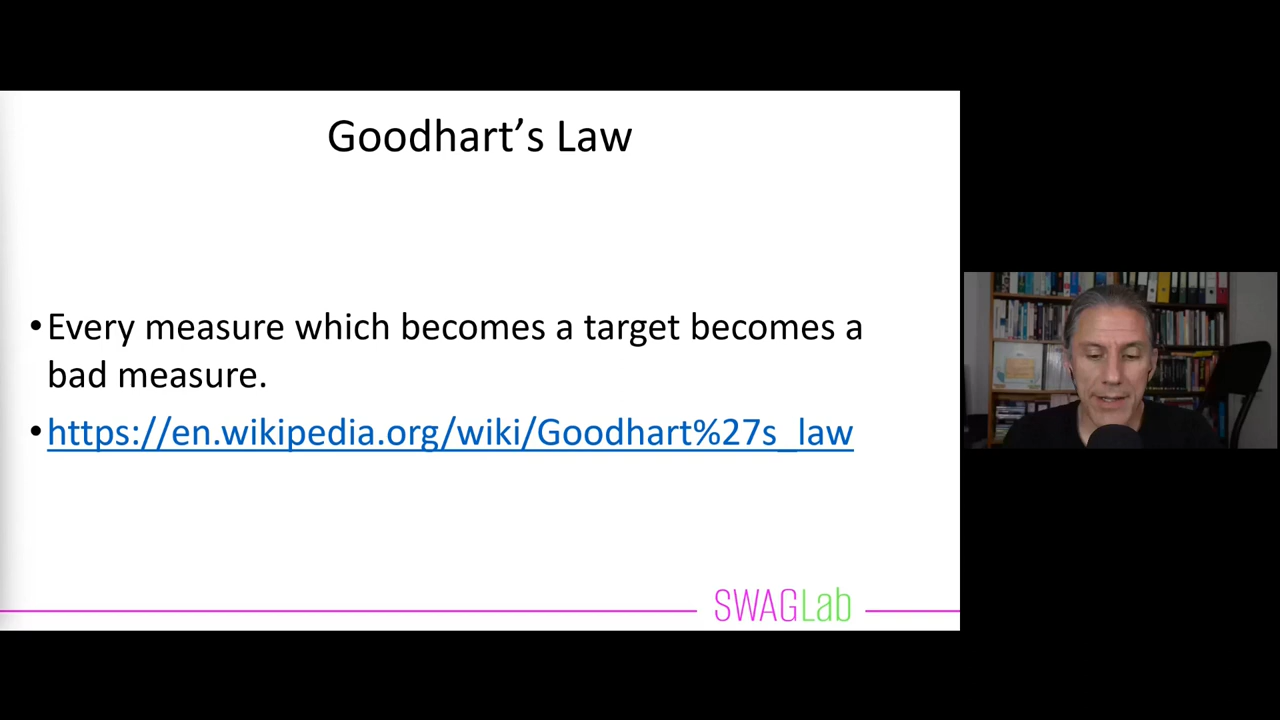 Goodhart’s Law
•Every measure which becomes a target becomes a
bad measure.
•https://en.wikipedia.org/wiki/Goodhart%27s_law
SWAGLab